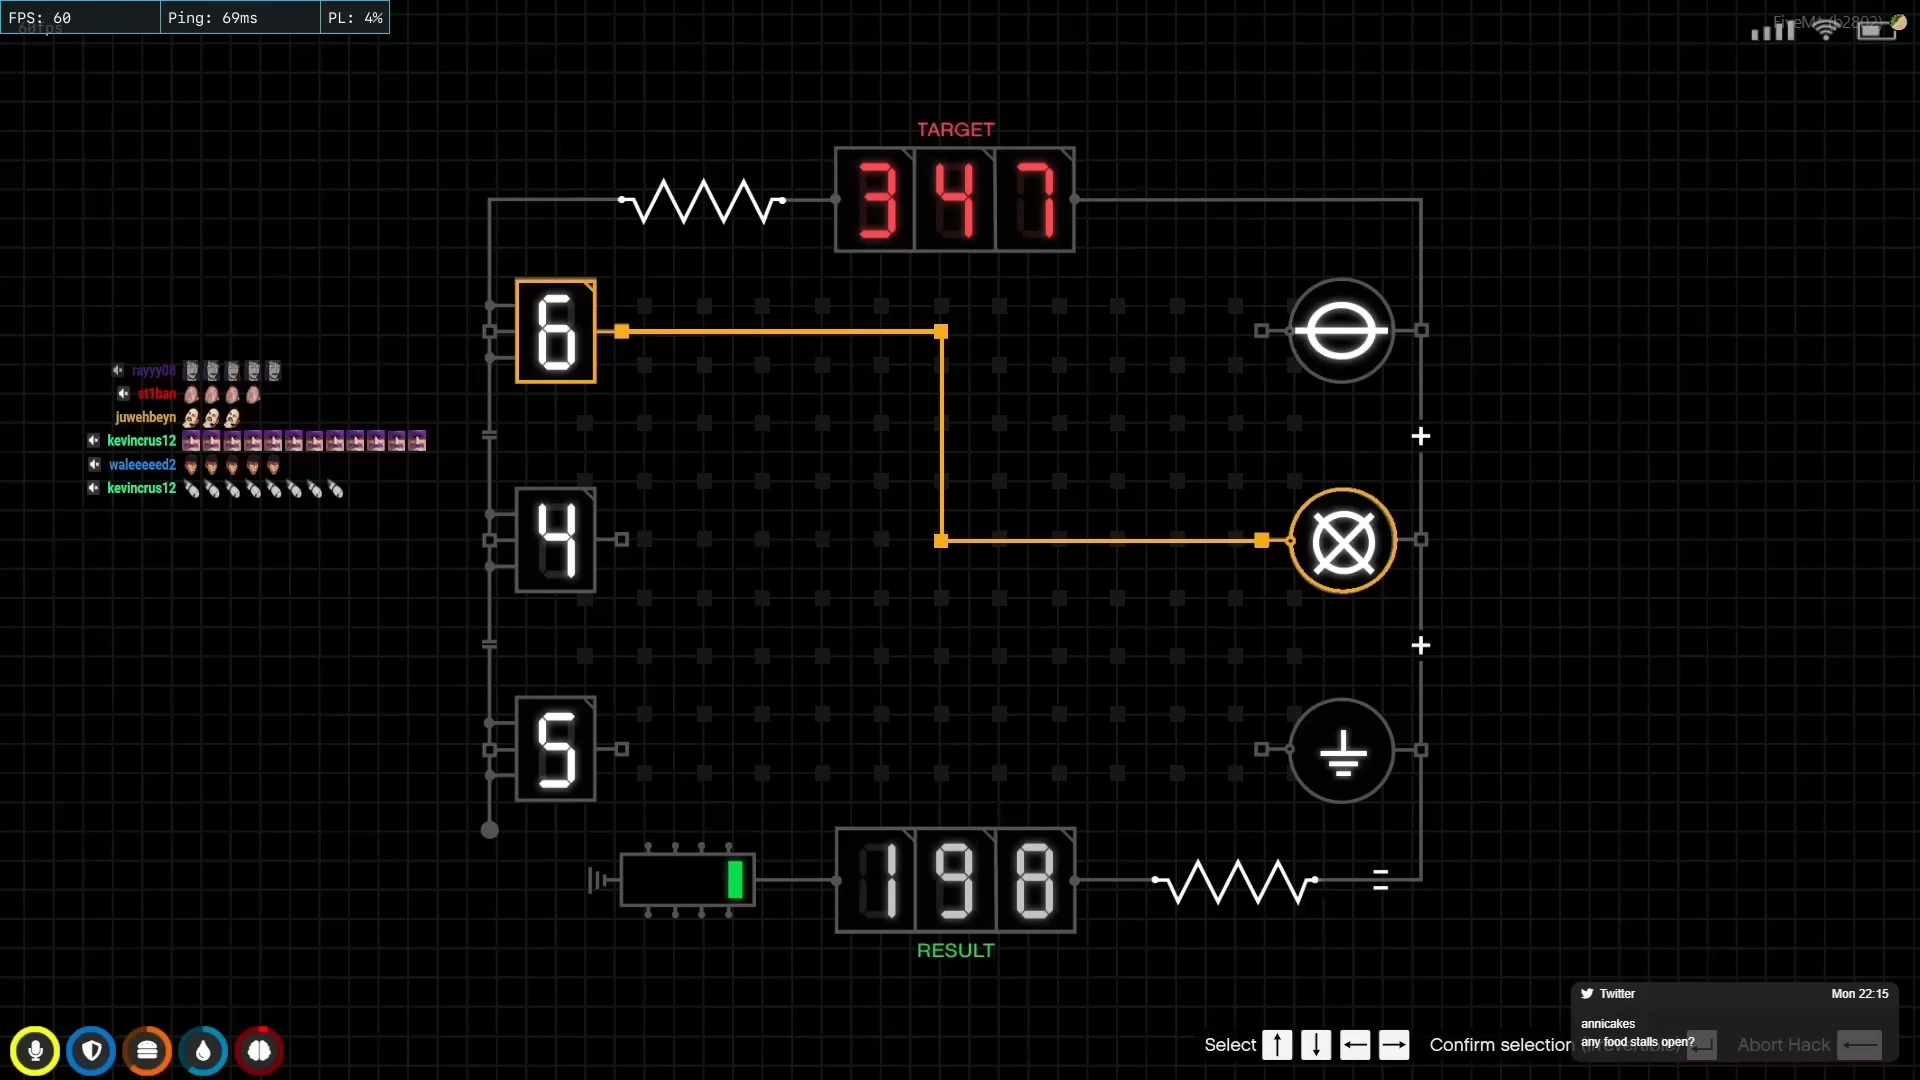 FPS: 60
Ping: 69ms
PL: 4%
60fps
TARGET
347
6
rayyy08
st1ban
juwehbeyn
kevincrus12
waleeeeed2
kevincrus12
4
5
198
RESULT
Twitter
Mon 22:15
annicakes
any food stalls open?
Select
Confirm selection
Abort Hack